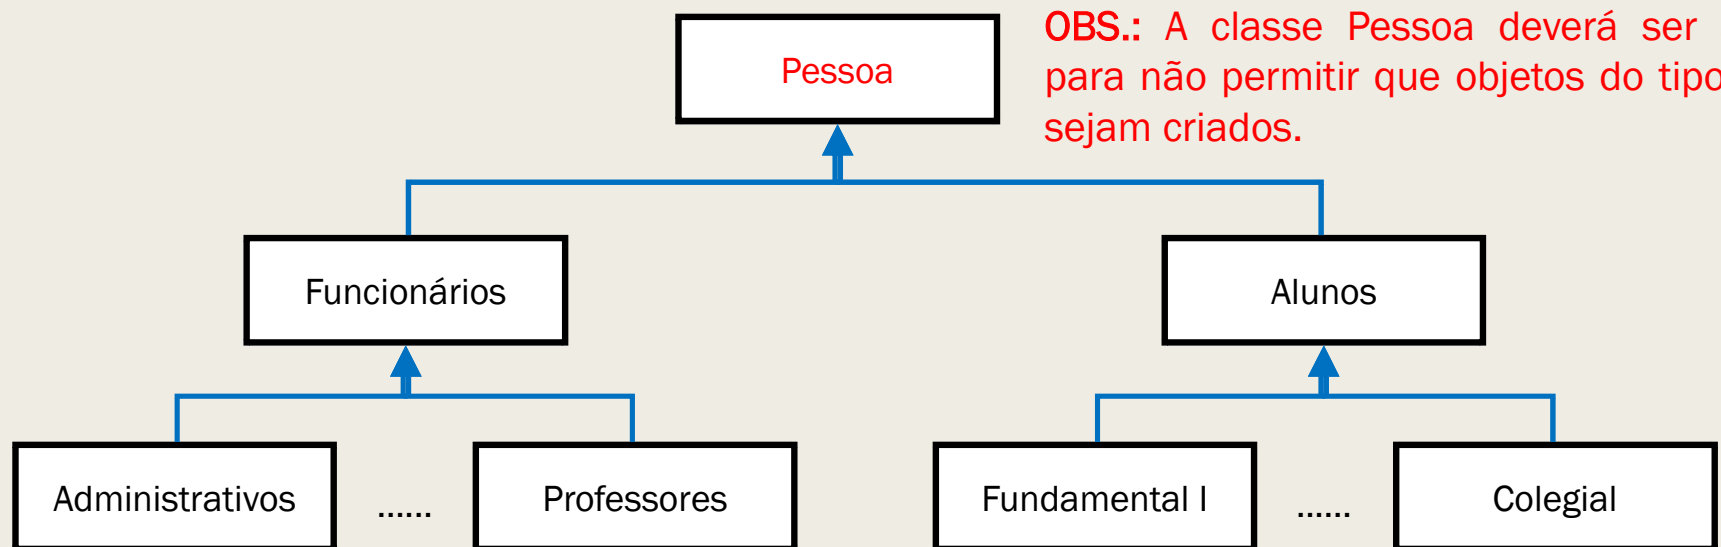 OBS.: A classe Pessoa deverá ser
para não permitir que objetos do tipo
sejam criados.
Pessoa
Funcionários
Alunos
Administrativos
......
Professores
Fundamental I
......
Colegial